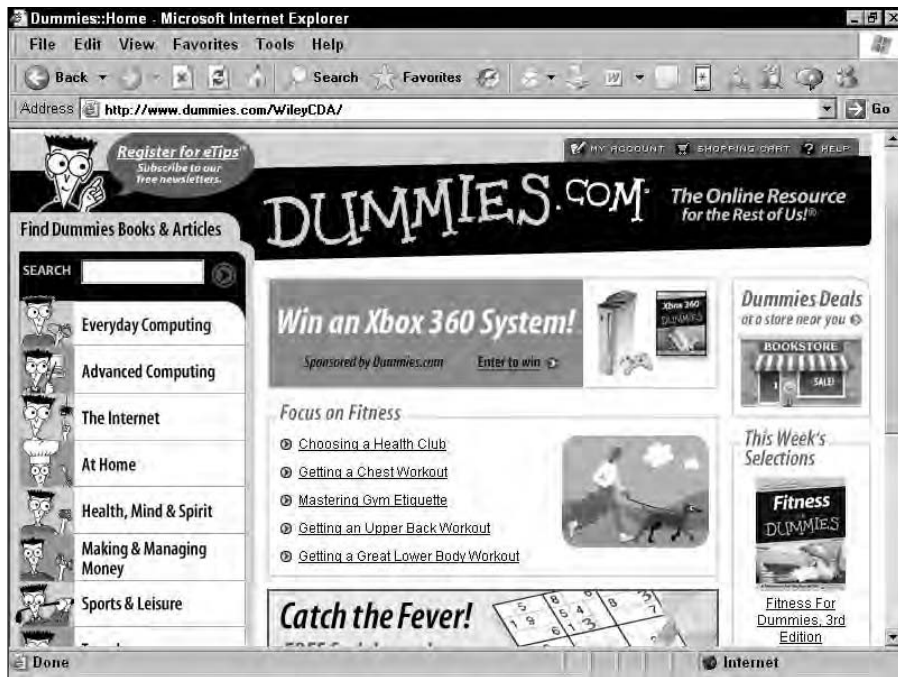 Dummies::Home - Microsoft Internet Explorer
File Edit View Favorites Tools Help
Back Search Favorites
Address http://www.dummies.com/WileyCDA/ Go
Register for eTips™
Subscribe to our
free newsletters.
MY ACCOUNT SHOPPING CART ? HELP
DUMMIES.COM™
The Online Resource
for the Rest of Us!®
Find Dummies Books & Articles
SEARCH
Everyday Computing
Advanced Computing
The Internet
At Home
Health, Mind & Spirit
Making & Managing
Money
Sports & Leisure
Win an Xbox 360 System!
Sponsored by Dummies.com Enter to win
Xbox 360
DUMMIES
Focus on Fitness
Choosing a Health Club
Getting a Chest Workout
Mastering Gym Etiquette
Getting an Upper Back Workout
Getting a Great Lower Body Workout
Catch the Fever!
Dummies Deals
at a store near you
BOOKSTORE
SALE!
This Week's
Selections
Fitness
DUMMIES
Fitness For
Dummies, 3rd
Edition
Done Internet